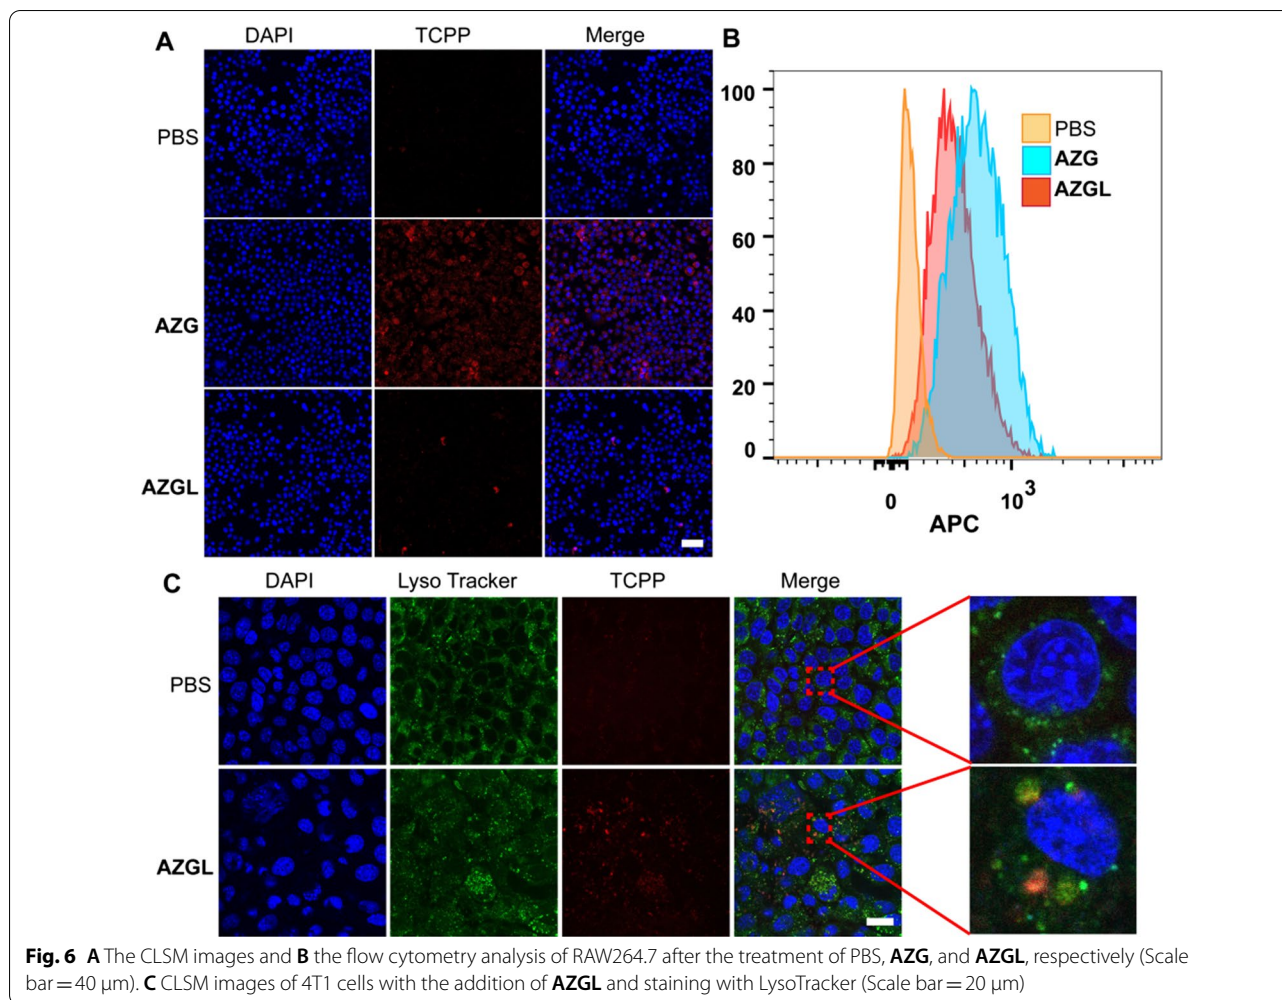 A
DAPI TCPP Merge
PBS
AZG
AZGL
B
100
80
60
40
20
0
PBS
AZG
AZGL
0 10³
APC
C
DAPI Lyso Tracker TCPP Merge
PBS
AZGL
Fig. 6 A The CLSM images and B the flow cytometry analysis of RAW264.7 after the treatment of PBS, AZG, and AZGL, respectively (Scale
bar = 40 μm). C CLSM images of 4T1 cells with the addition of AZGL and staining with LysoTracker (Scale bar = 20 μm)